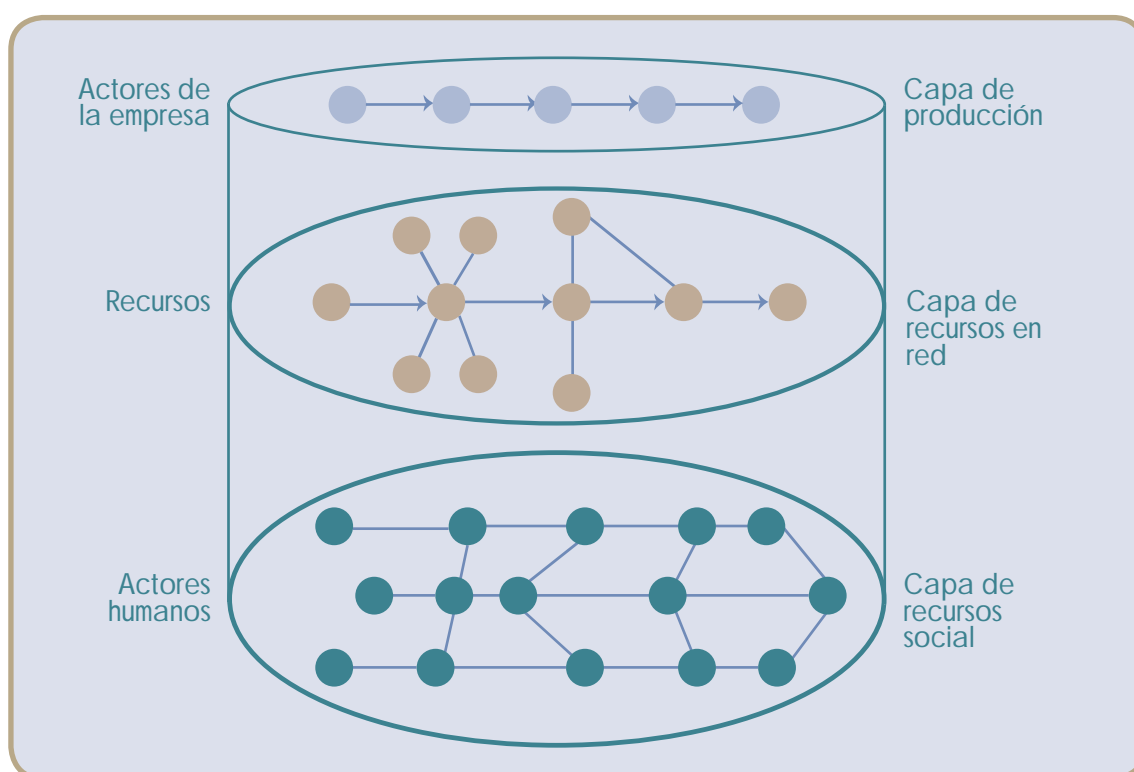 Actores de
la empresa
Capa de
producción
Recursos
Capa de
recursos en
red
Actores
humanos
Capa de
recursos
social